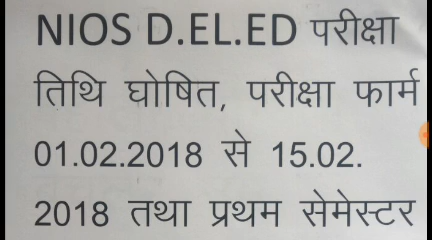 NIOS D.EL.ED परीक्षा
तिथि घोषित, परीक्षा फार्म
01.02.2018 से 15.02.
2018 तथा प्रथम सेमेस्टर